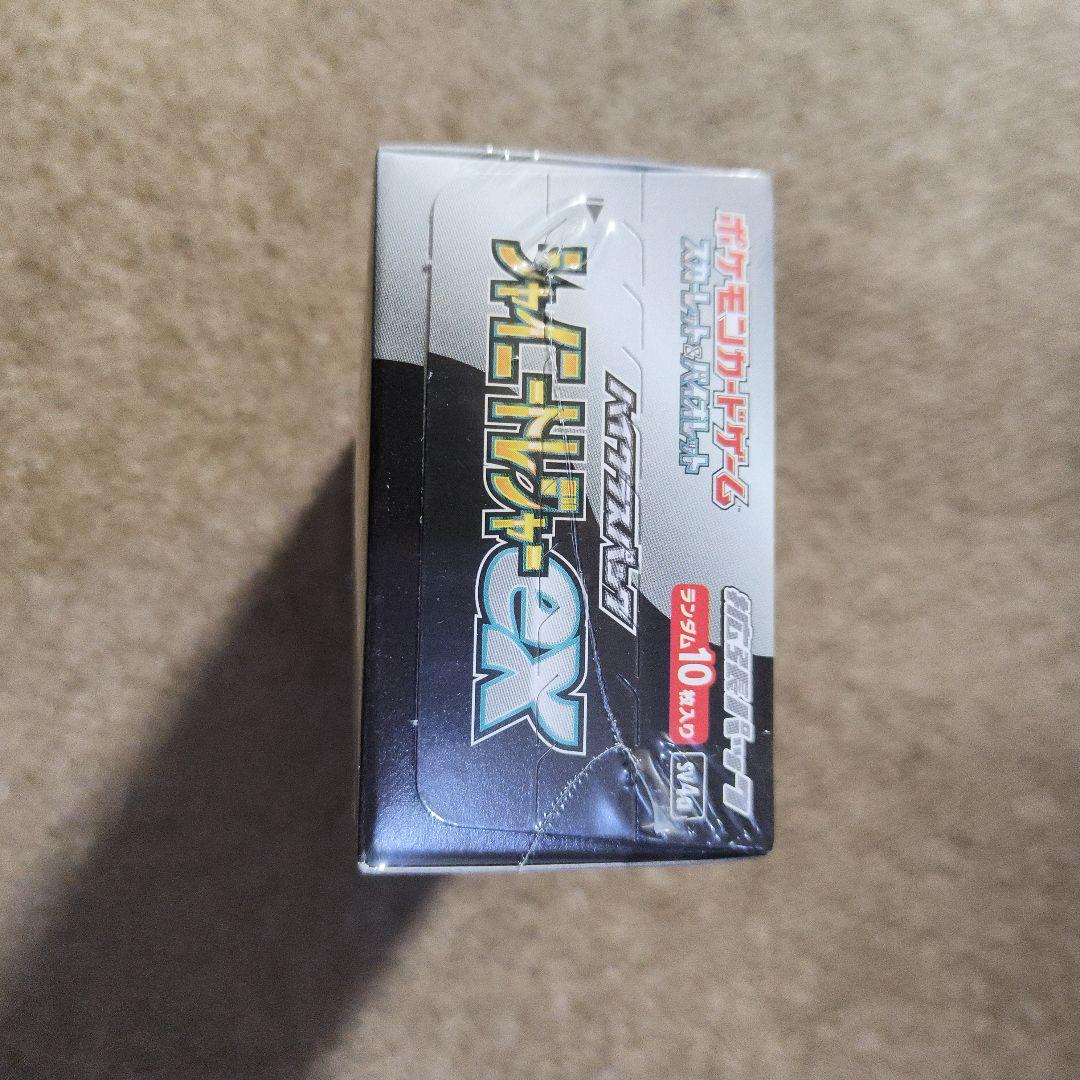 ポケモンカードゲーム™
スカーレット&バイオレット
拡張パック
ランダム10枚入り
SV4a
ハイクラスパック
シャイニートレジャーex